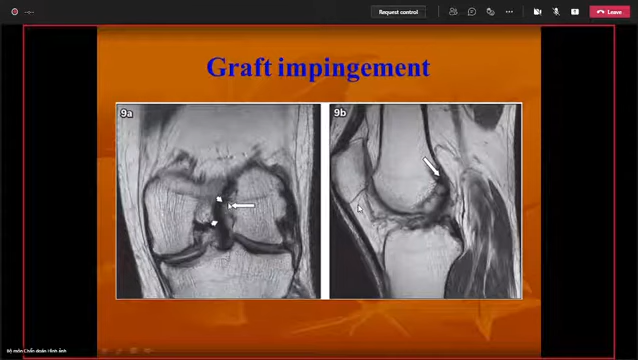 Request control
Leave
Graft impingement
9a
9b
Bộ môn Chẩn đoán Hình ảnh